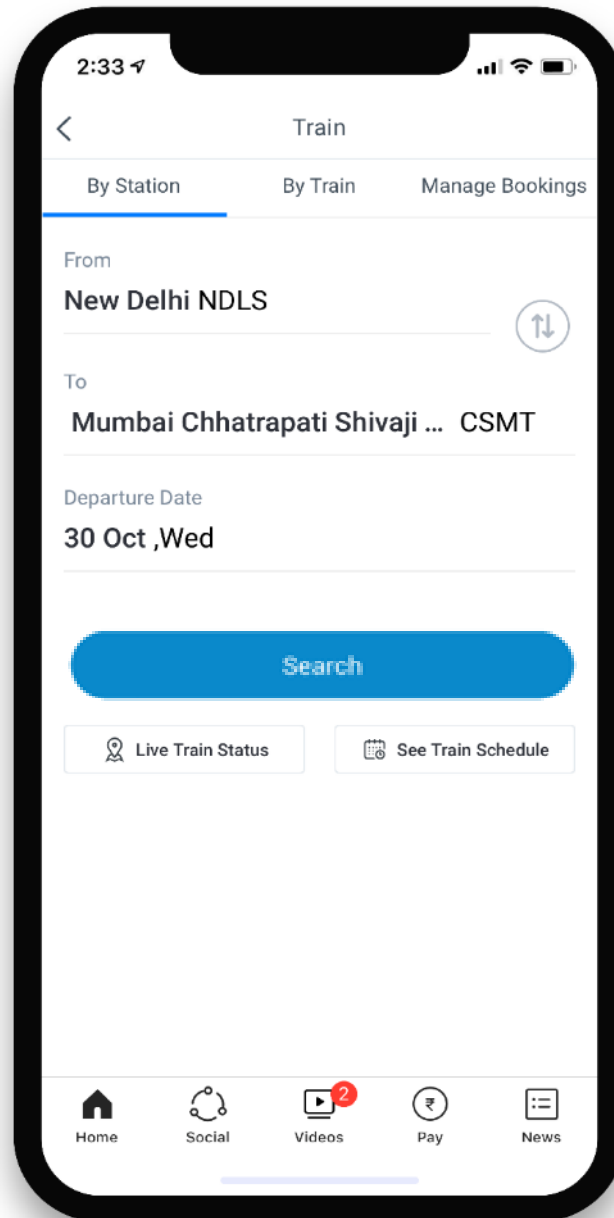 2:33
Train
By Station By Train Manage Bookings
From
New Delhi NDLS
To
Mumbai Chhatrapati Shivaji ... CSMT
Departure Date
30 Oct ,Wed
Search
Live Train Status See Train Schedule
2
₹
Home Social Videos Pay News